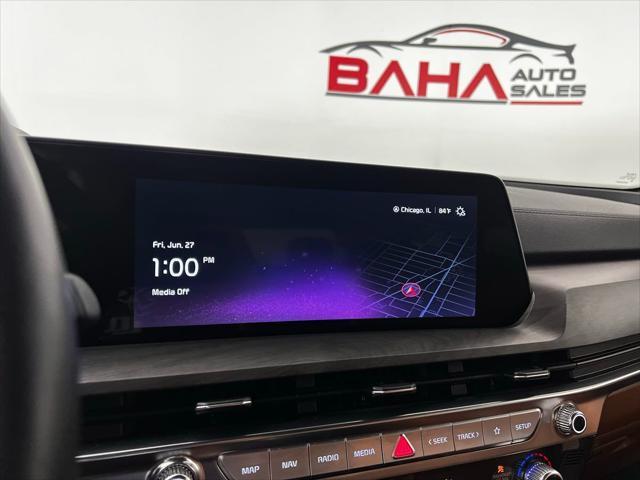 BAHA AUTO
SALES
Chicago, IL | 84°F
Fri, Jun. 27
1:00 PM
Media Off
MAP NAV RADIO MEDIA < SEEK TRACK > SETUP